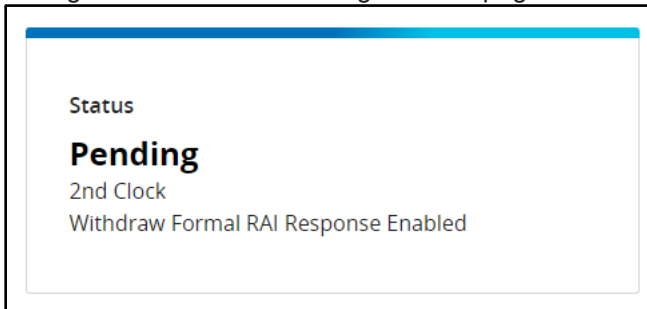 Status
Pending
2nd Clock
Withdraw Formal RAI Response Enabled